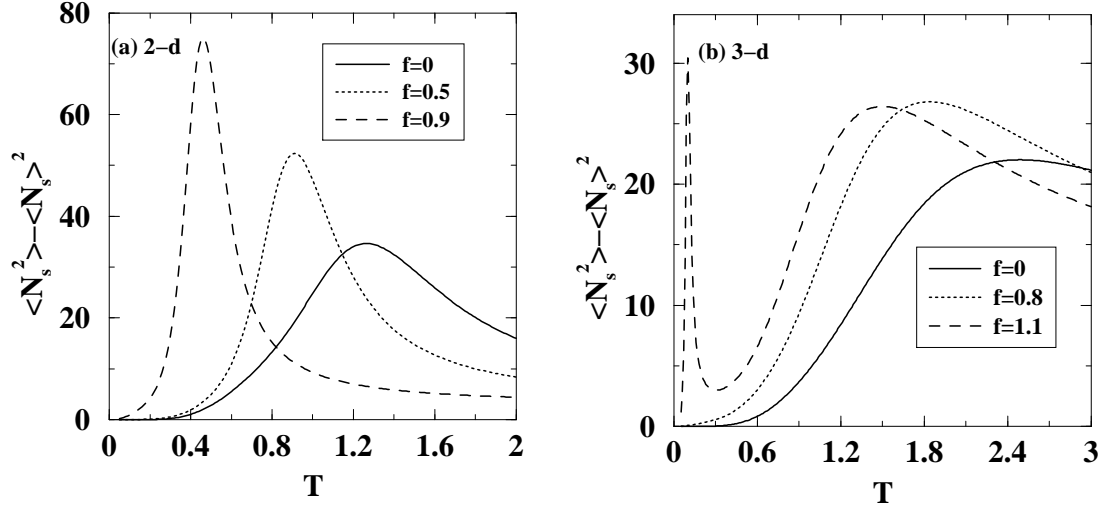 (a) 2−d
f=0
f=0.5
f=0.9
80
60
40
20
0
0 0.4 0.8 1.2 1.6 2
T
<N_s^2>−<N_s>^2
(b) 3−d
f=0
f=0.8
f=1.1
30
20
10
0
0 0.6 1.2 1.8 2.4 3
T
<N_s^2>−<N_s>^2